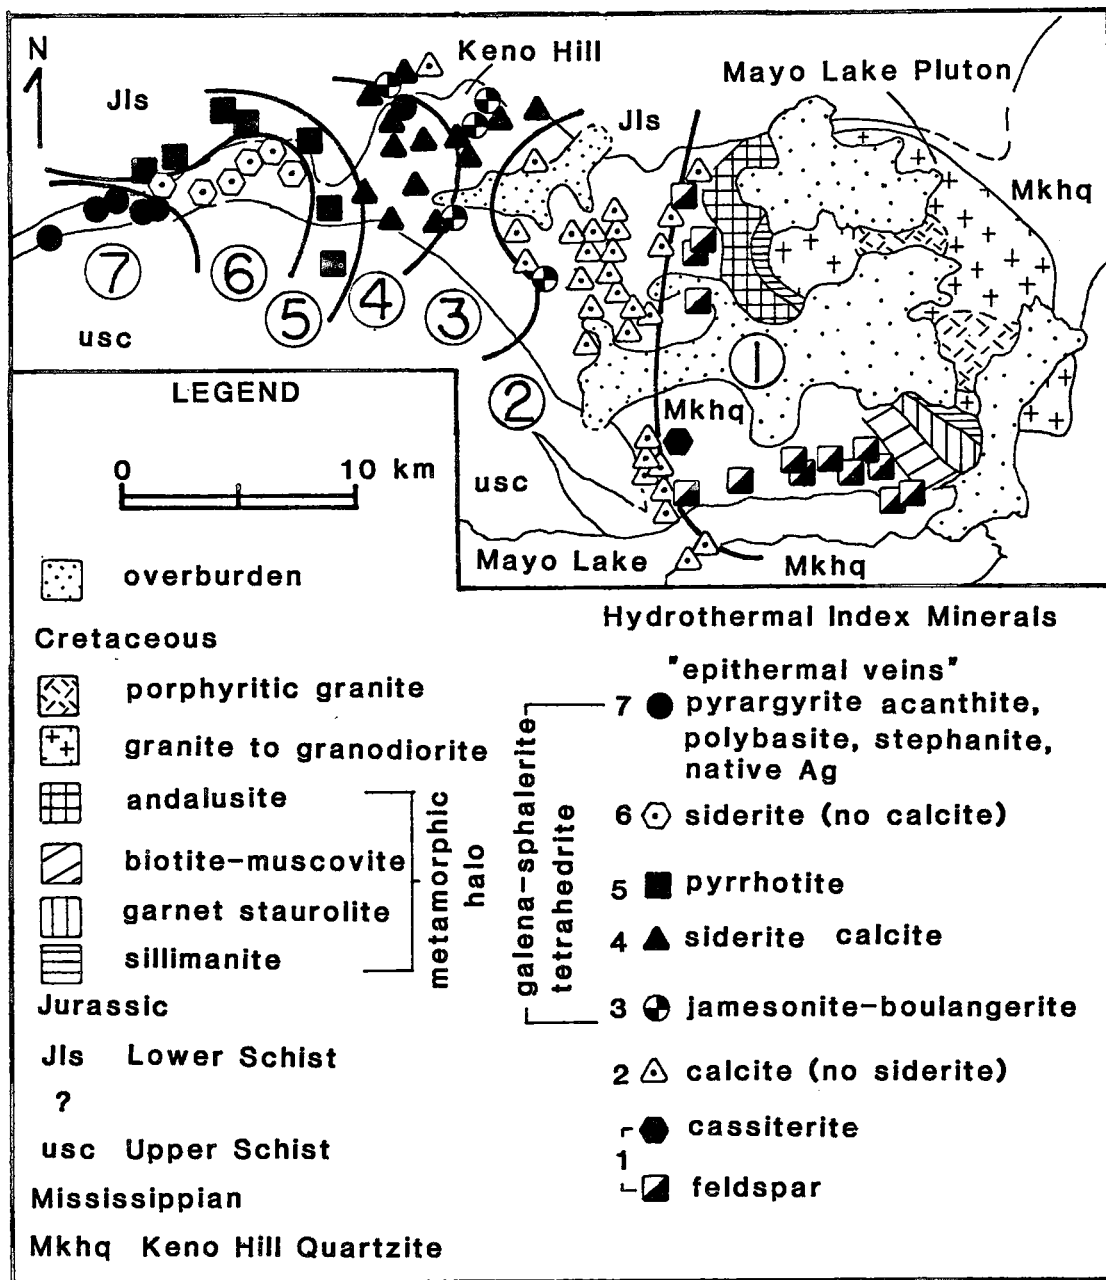 N
Jls
Keno Hill
Mayo Lake Pluton
Jls
Mkhq
7
6
5
4
3
2
1
usc
Mkhq
usc
Mayo Lake
Mkhq
LEGEND
0 10 km
overburden
Cretaceous
porphyritic granite
granite to granodiorite
andalusite
biotite-muscovite
garnet staurolite
sillimanite
metamorphic
halo
Jurassic
Jls Lower Schist
?
usc Upper Schist
Mississippian
Mkhq Keno Hill Quartzite
Hydrothermal Index Minerals
"epithermal veins"
7 pyrargyrite acanthite,
polybasite, stephanite,
native Ag
6 siderite (no calcite)
5 pyrrhotite
4 siderite calcite
3 jamesonite-boulangerite
galena-sphalerite
tetrahedrite
2 calcite (no siderite)
cassiterite
1
feldspar